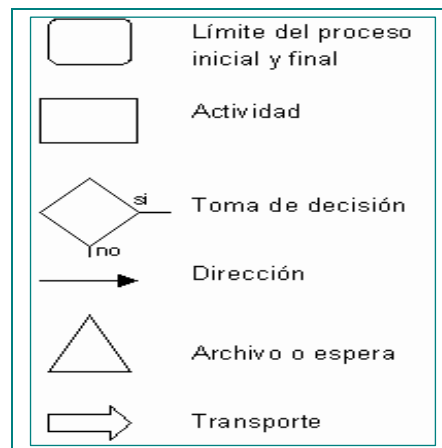 Límite del proceso
inicial y final
Actividad
si
Toma de decisión
no
Dirección
Archivo o espera
Transporte